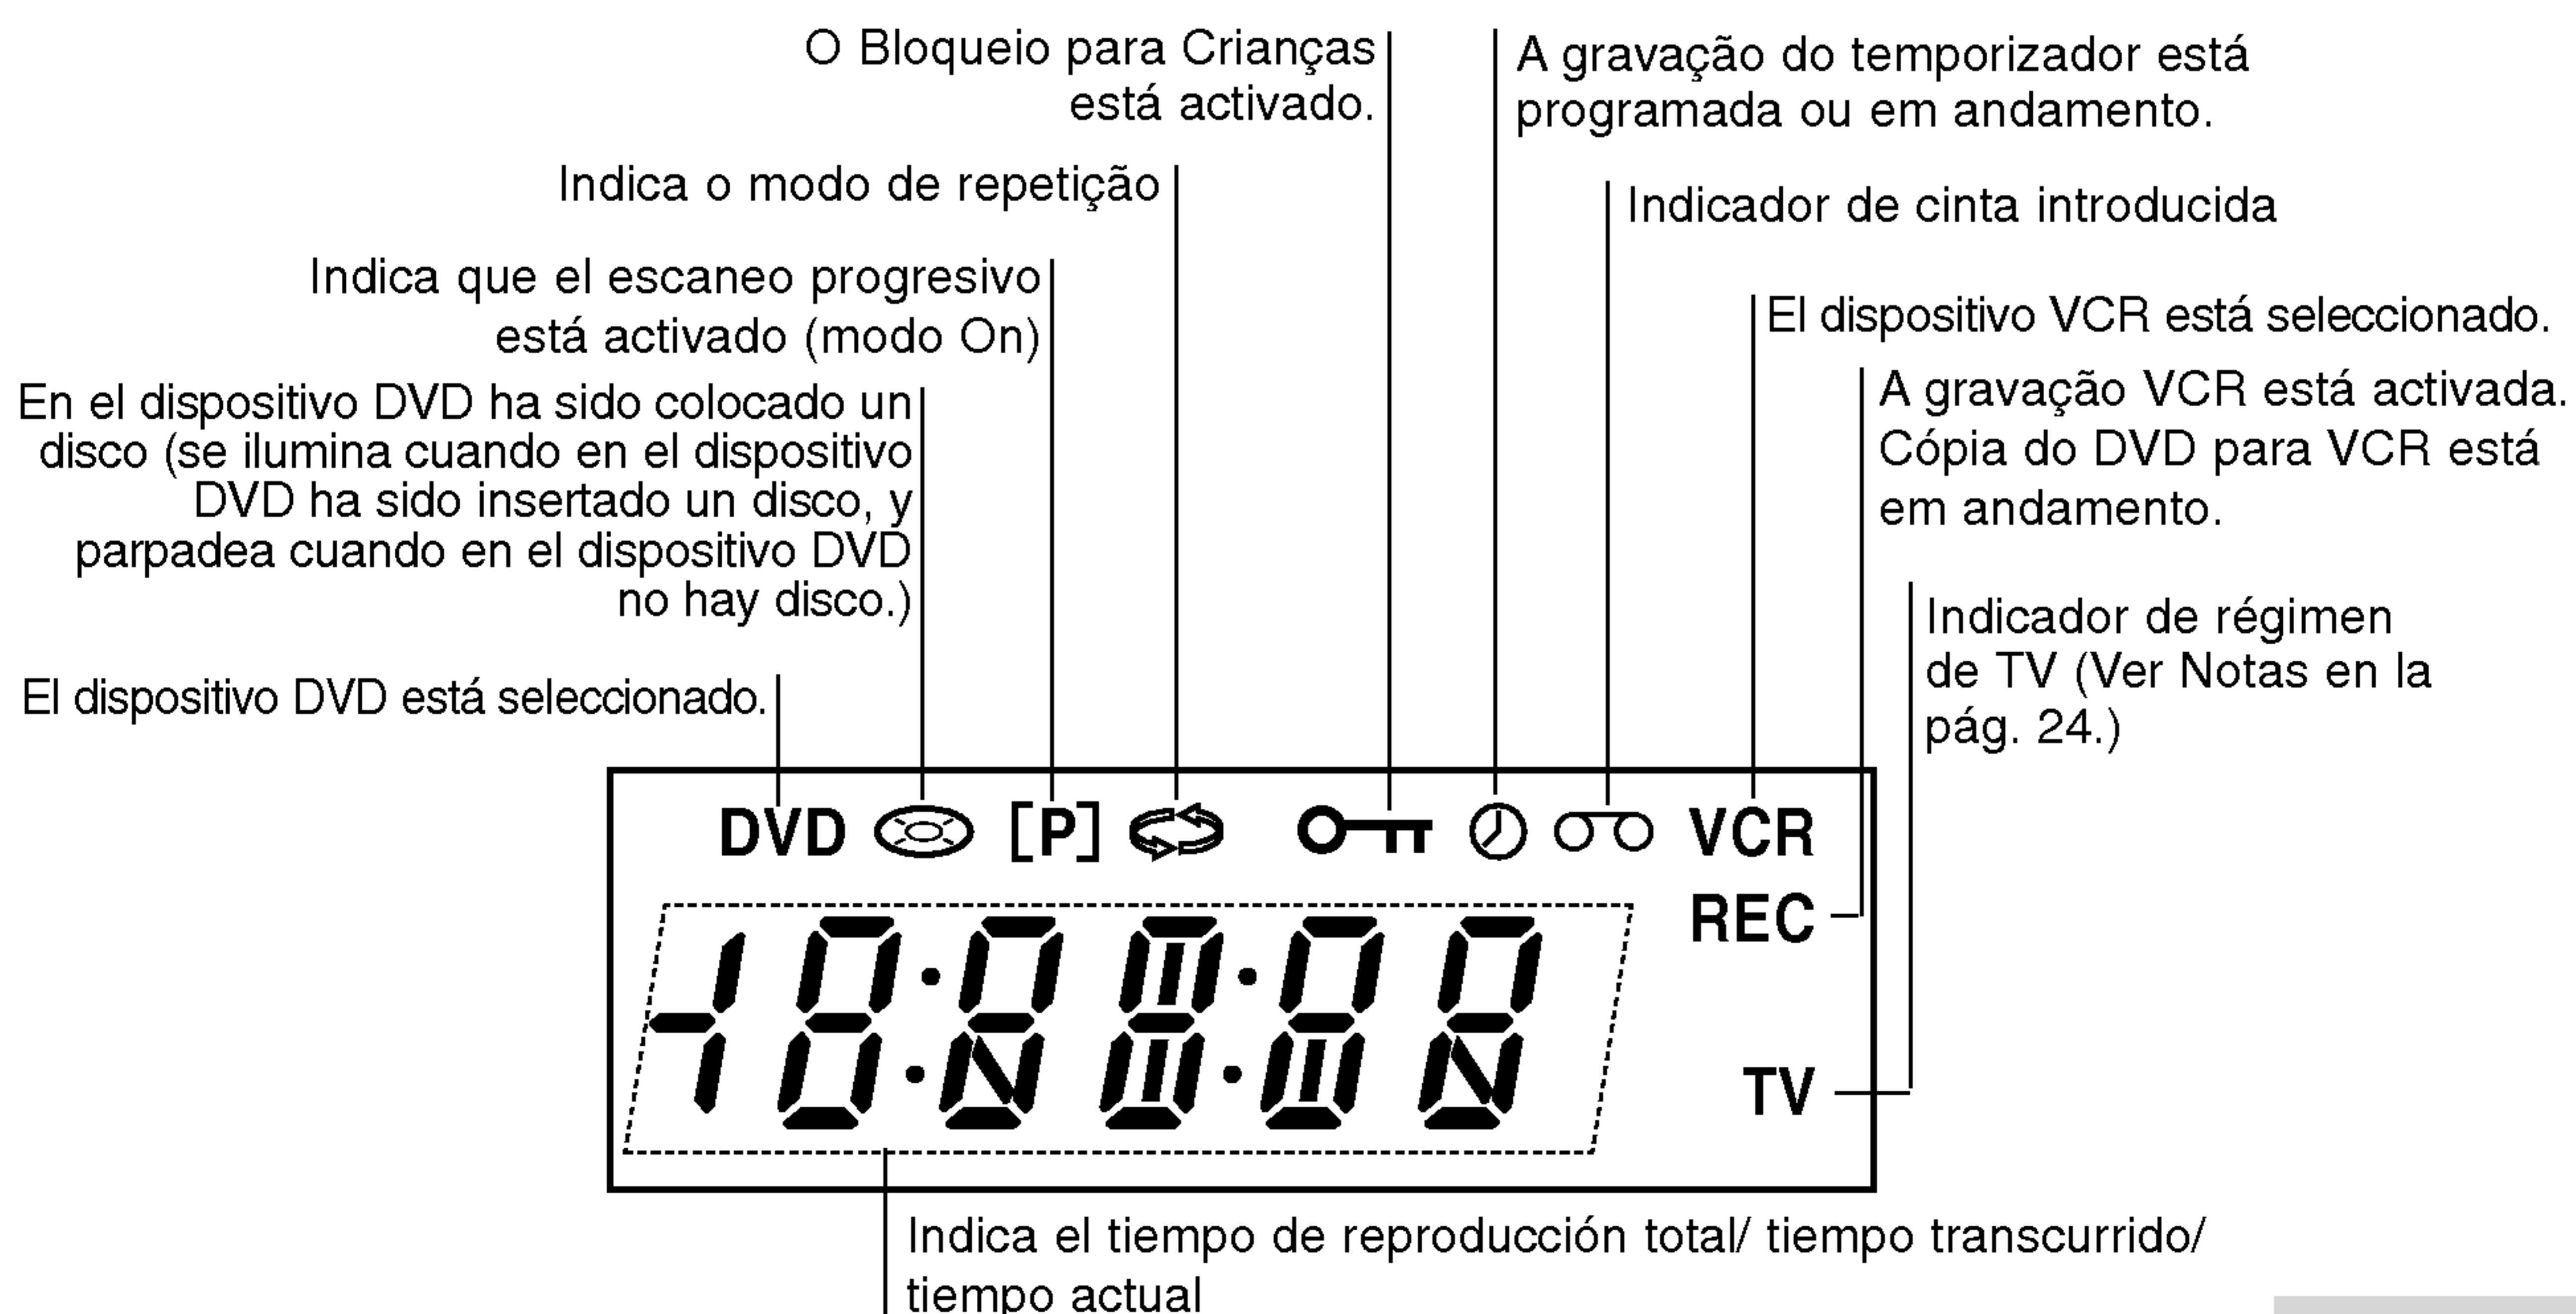 O Bloqueio para Crianças
está activado.
A gravação do temporizador está
programada ou em andamento.
Indica o modo de repetição
Indicador de cinta introducida
Indica que el escaneo progresivo
está activado (modo On)
El dispositivo VCR está seleccionado.
En el dispositivo DVD ha sido colocado un
disco (se ilumina cuando en el dispositivo
DVD ha sido insertado un disco, y
parpadea cuando en el dispositivo DVD
no hay disco.)
A gravação VCR está activada.
Cópia do DVD para VCR está
em andamento.
Indicador de régimen
de TV (Ver Notas en la
pág. 24.)
El dispositivo DVD está seleccionado.
DVD [P] VCR
REC
TV
Indica el tiempo de reproducción total/ tiempo transcurrido/
tiempo actual